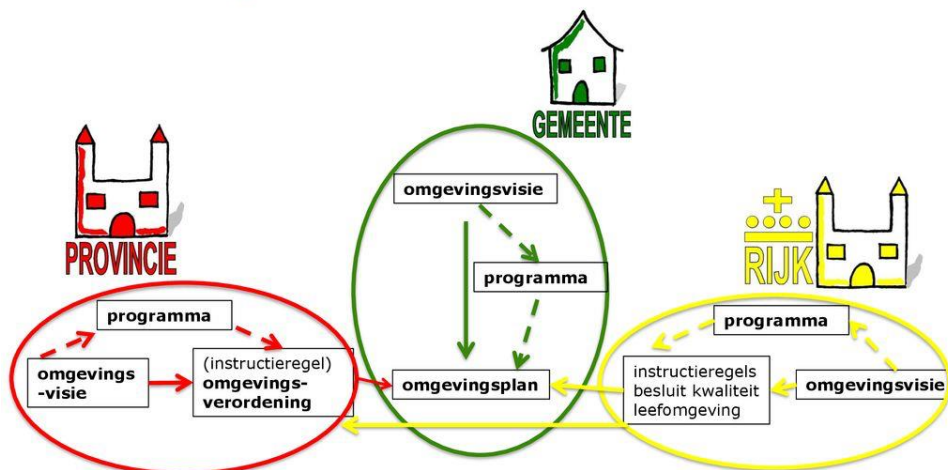 GEMEENTE
PROVINCIE
RIJK
omgevingsvisie
programma
omgevingsplan
programma
omgevings
-visie
(instructieregel)
omgevings-
verordening
programma
instructieregels
besluit kwaliteit
leefomgeving
omgevingsvisie